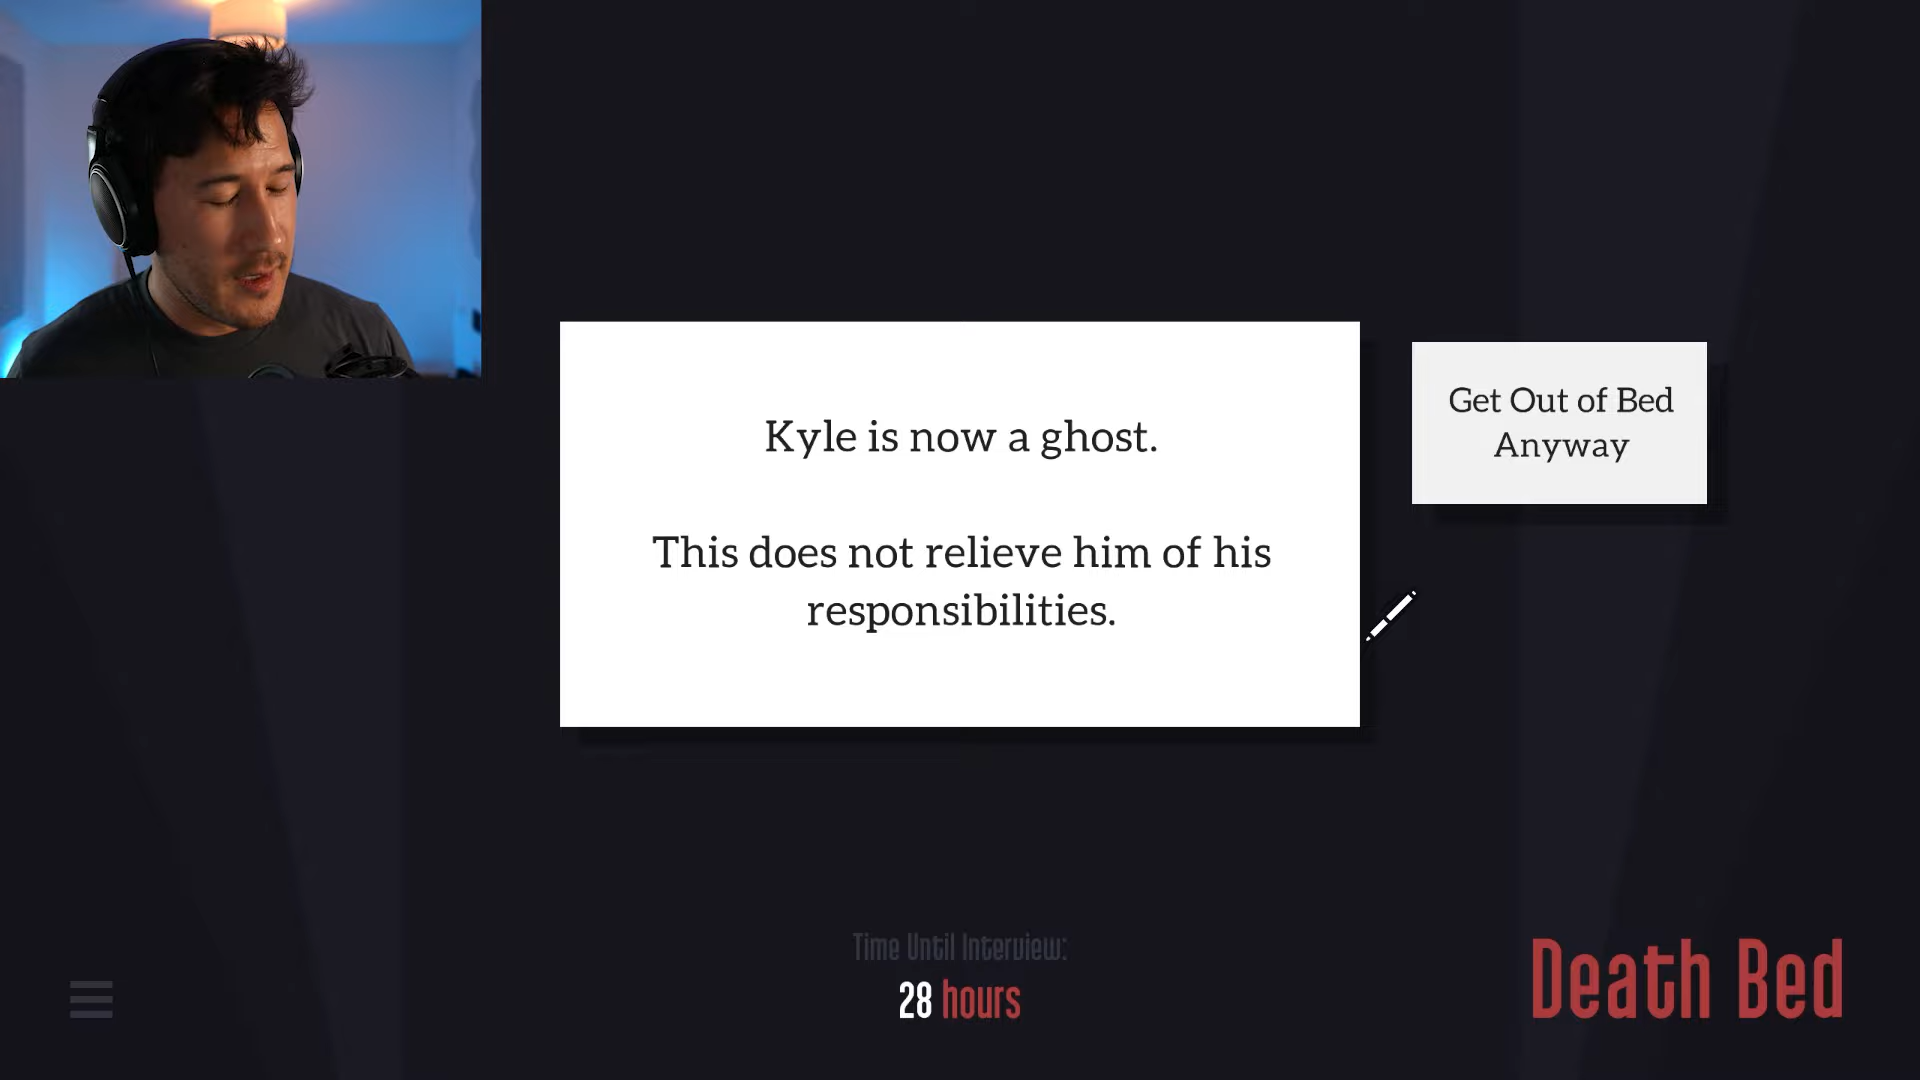 Kyle is now a ghost.
This does not relieve him of his
responsibilities.
Get Out of Bed
Anyway
Time Until Interview:
28 hours
Death Bed